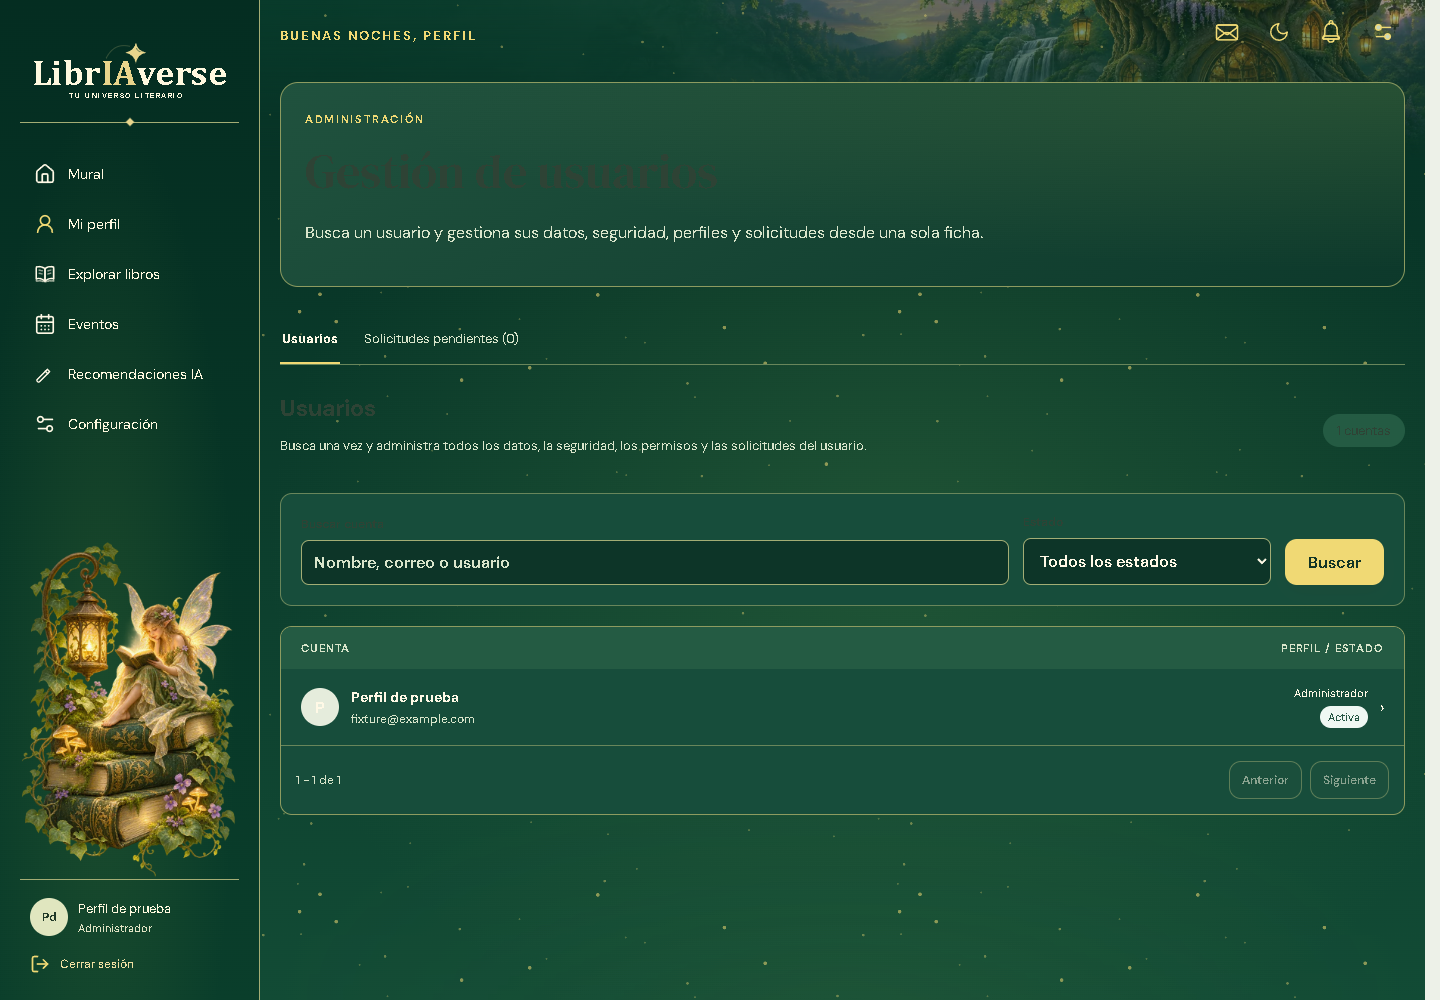 LibrIAverse
TU UNIVERSO LITERARIO
Mural
Mi perfil
Explorar libros
Eventos
Recomendaciones IA
Configuración
Pd
Perfil de prueba
Administrador
Cerrar sesión
BUENAS NOCHES, PERFIL
ADMINISTRACIÓN
Gestión de usuarios
Busca un usuario y gestiona sus datos, seguridad, perfiles y solicitudes desde una sola ficha.
Usuarios
Solicitudes pendientes (0)
Usuarios
Busca una vez y administra todos los datos, la seguridad, los permisos y las solicitudes del usuario.
1 cuentas
Nombre, correo o usuario
Todos los estados
Buscar
CUENTA
PERFIL / ESTADO
P
Perfil de prueba
fixture@example.com
Administrador
Activa
1–1 de 1
Anterior
Siguiente